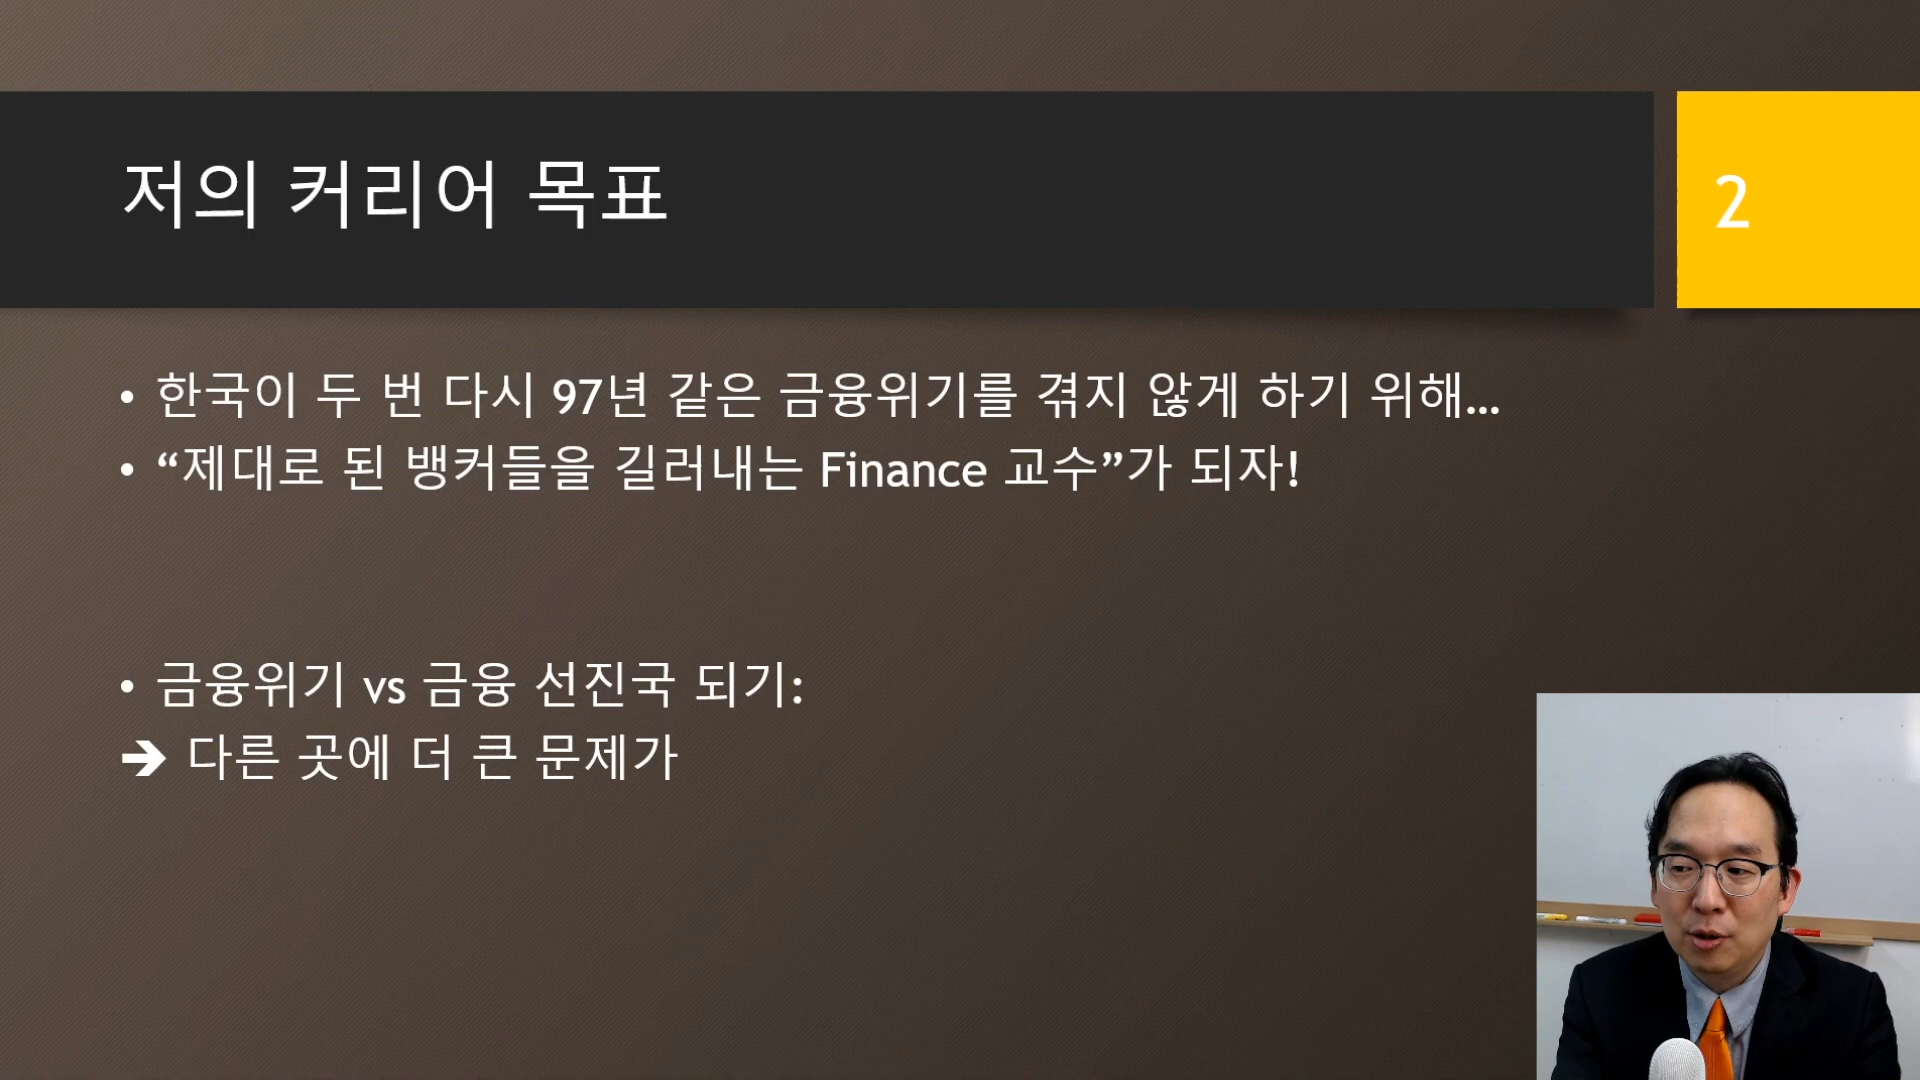 저의 커리어 목표
2
• 한국이 두 번 다시 97년 같은 금융위기를 겪지 않게 하기 위해...
• “제대로 된 뱅커들을 길러내는 Finance 교수”가 되자!
• 금융위기 vs 금융 선진국 되기:
➔ 다른 곳에 더 큰 문제가